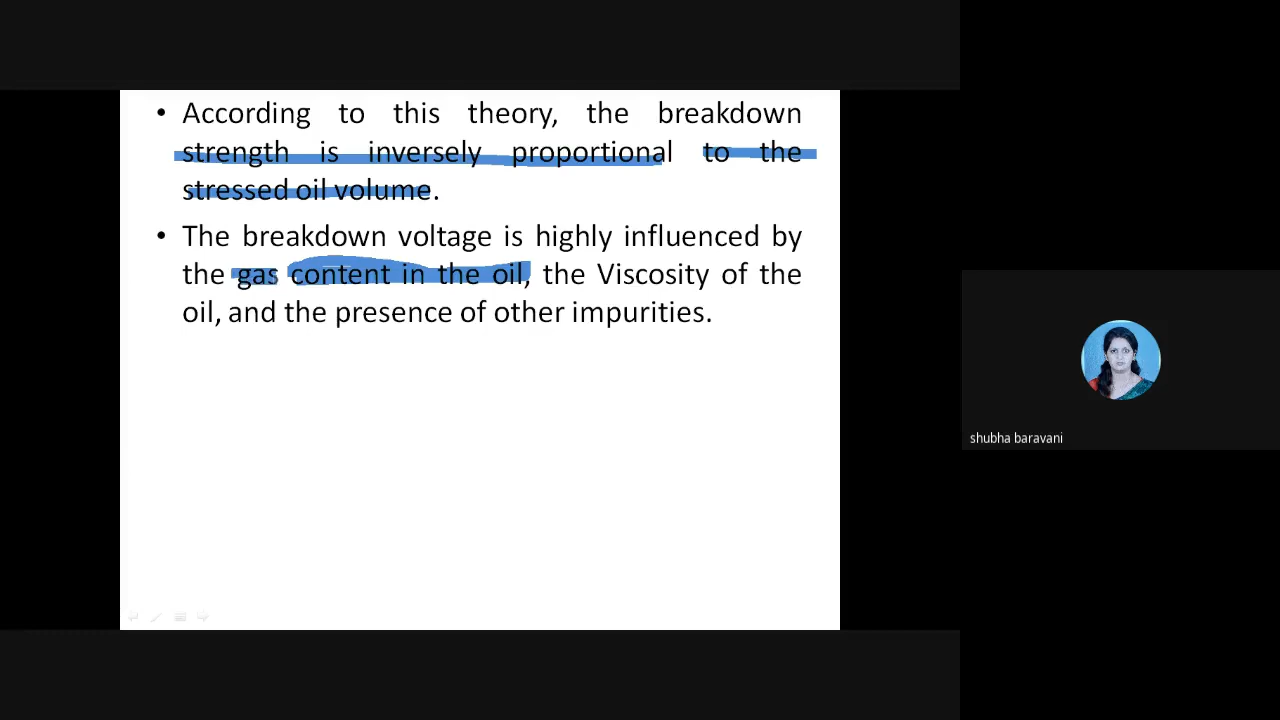 • According to this theory, the breakdown
strength is inversely proportional to the
stressed oil volume.
• The breakdown voltage is highly influenced by
the gas content in the oil, the Viscosity of the
oil, and the presence of other impurities.
shubha baravani